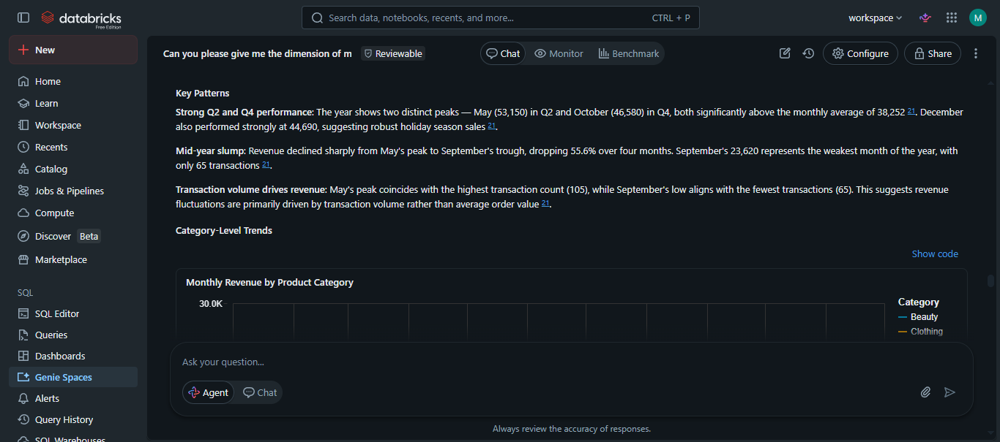 databricks
Free Edition
Search data, notebooks, recents, and more...
CTRL + P
workspace
M
New
Home
Learn
Workspace
Recents
Catalog
Jobs & Pipelines
Compute
Discover Beta
Marketplace
SQL
SQL Editor
Queries
Dashboards
Genie Spaces
Alerts
Query History
SQL Warehouses
Can you please give me the dimension of m
Reviewable
Chat
Monitor
Benchmark
Configure
Share
Key Patterns
Strong Q2 and Q4 performance: The year shows two distinct peaks — May (53,150) in Q2 and October (46,580) in Q4, both significantly above the monthly average of 38,252 21. December
also performed strongly at 44,690, suggesting robust holiday season sales 21.
Mid-year slump: Revenue declined sharply from May's peak to September's trough, dropping 55.6% over four months. September's 23,620 represents the weakest month of the year, with
only 65 transactions 21.
Transaction volume drives revenue: May's peak coincides with the highest transaction count (105), while September's low aligns with the fewest transactions (65). This suggests revenue
fluctuations are primarily driven by transaction volume rather than average order value 21.
Category-Level Trends
Show code
Monthly Revenue by Product Category
30.0K
Category
Beauty
Clothing
Ask your question...
Agent
Chat
Always review the accuracy of responses.